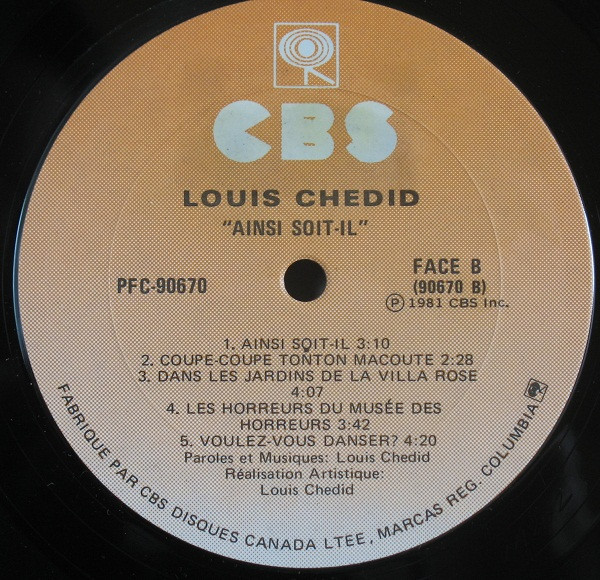 CBS
LOUIS CHEDID
"AINSI SOIT-IL"
PFC-90670
FACE B
(90670 B)
℗ 1981 CBS Inc.
1. AINSI SOIT-IL 3:10
2. COUPE-COUPE TONTON MACOUTE 2:28
3. DANS LES JARDINS DE LA VILLA ROSE
4:07
4. LES HORREURS DU MUSÉE DES
HORREURS 3:42
5. VOULEZ-VOUS DANSER? 4:20
Paroles et Musiques: Louis Chedid
Réalisation Artistique:
Louis Chedid
FABRIQUE PAR CBS DISQUES CANADA LTEE, MARCAS REG. COLUMBIA